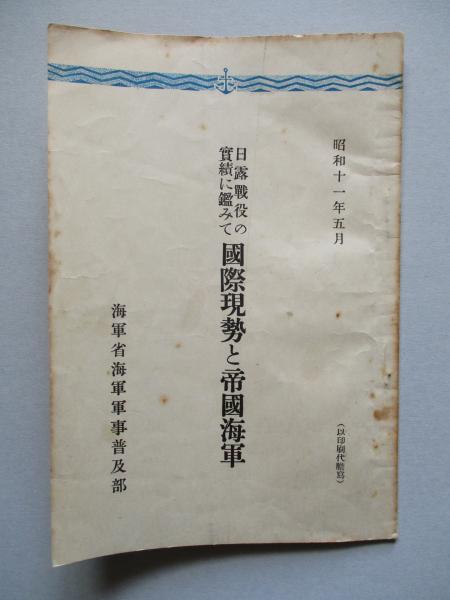 昭和十一年五月
（以印刷代謄寫）
日露戰役の
實績に鑑みて
國際現勢と帝國海軍
海軍省海軍軍事普及部